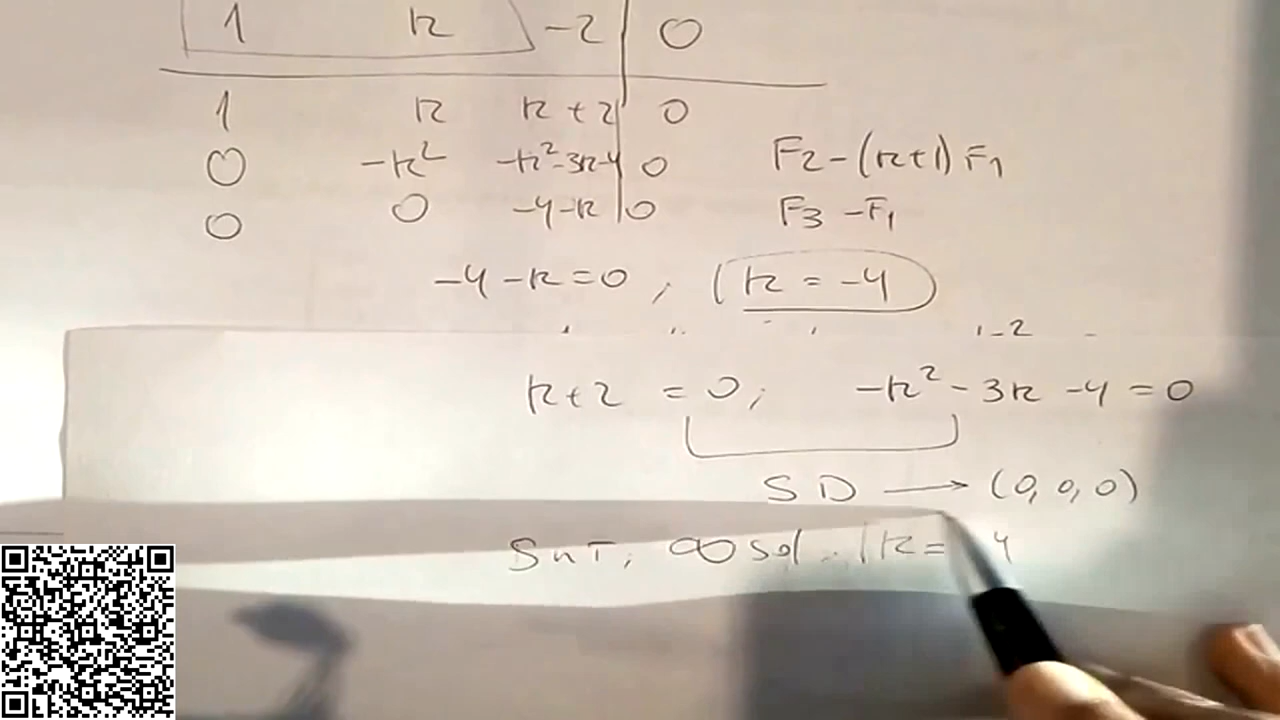 1 k -2 | 0
1 k k+2 | 0
0 -k² -k²-3k-4 | 0 F2-(k+1)F1
0 0 -4-k | 0 F3-F1
-4-k=0, k=-4
k+2=0; -k²-3k-4=0
SD → (0,0,0)
∞ sol. k=